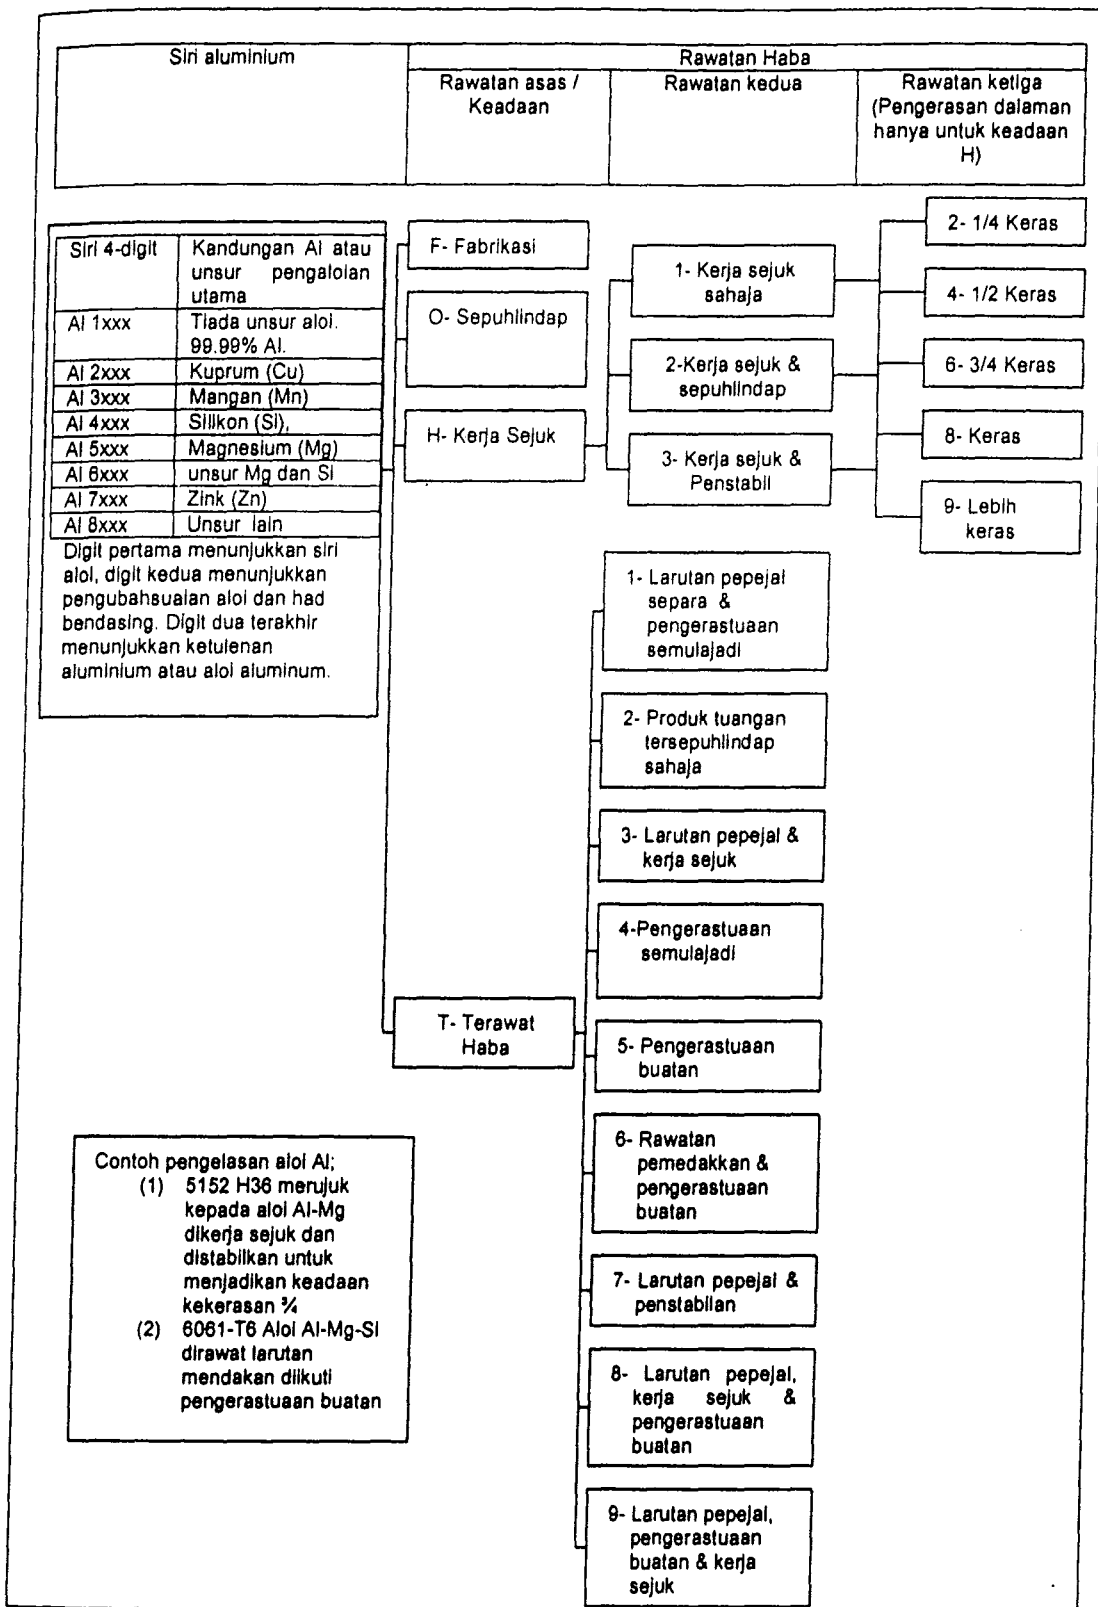 Siri aluminium
Rawatan Haba
Rawatan asas /
Keadaan
Rawatan kedua
Rawatan ketiga
(Pengerasan dalaman
hanya untuk keadaan
H)
Siri 4-digit
Kandungan Al atau
unsur pengaloian
utama
Al 1xxx
Tiada unsur aloi.
99.99% Al.
Al 2xxx
Kuprum (Cu)
Al 3xxx
Mangan (Mn)
Al 4xxx
Silikon (Si),
Al 5xxx
Magnesium (Mg)
Al 6xxx
unsur Mg dan Si
Al 7xxx
Zink (Zn)
Al 8xxx
Unsur lain
Digit pertama menunjukkan siri
aloi, digit kedua menunjukkan
pengubahsuaian aloi dan had
bendasing. Digit dua terakhir
menunjukkan ketulenan
aluminium atau aloi aluminum.
F- Fabrikasi
O- Sepuhlindap
H- Kerja Sejuk
1- Kerja sejuk
sahaja
2-Kerja sejuk &
sepuhlindap
3- Kerja sejuk &
Penstabil
2- 1/4 Keras
4- 1/2 Keras
6- 3/4 Keras
8- Keras
9- Lebih
keras
T- Terawat
Haba
1- Larutan pepejal
separa &
pengerastuaan
semulajadi
2- Produk tuangan
tersepuhlindap
sahaja
3- Larutan pepejal &
kerja sejuk
4-Pengerastuaan
semulajadi
5- Pengerastuaan
buatan
6- Rawatan
pemedakkan &
pengerastuaan
buatan
7- Larutan pepejal &
penstabilan
8- Larutan pepejal,
kerja sejuk &
pengerastuaan
buatan
9- Larutan pepejal,
pengerastuaan
buatan & kerja
sejuk
Contoh pengelasan aloi Al;
(1) 5152 H36 merujuk
kepada aloi Al-Mg
dikerja sejuk dan
distabilkan untuk
menjadikan keadaan
kekerasan ¾
(2) 6061-T6 Aloi Al-Mg-Si
dirawat larutan
mendakan diikuti
pengerastuaan buatan